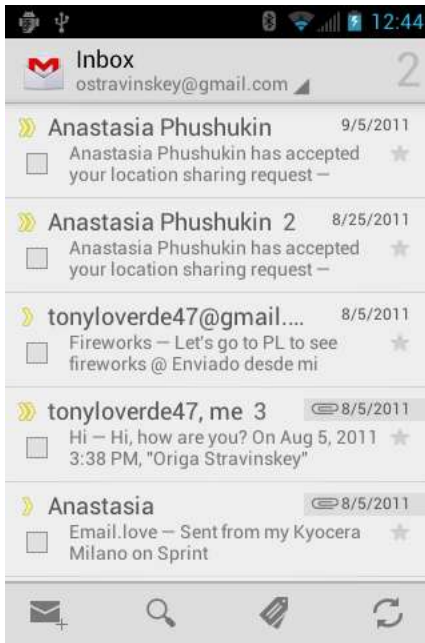 12:44
Inbox
ostravinskey@gmail.com
2
Anastasia Phushukin 9/5/2011
Anastasia Phushukin has accepted
your location sharing request —
Anastasia Phushukin 2 8/25/2011
Anastasia Phushukin has accepted
your location sharing request —
tonyloverde47@gmail.... 8/5/2011
Fireworks — Let's go to PL to see
fireworks @ Enviado desde mi
tonyloverde47, me 3 8/5/2011
Hi — Hi, how are you? On Aug 5, 2011
3:38 PM, "Origa Stravinskey"
Anastasia 8/5/2011
Email.love — Sent from my Kyocera
Milano on Sprint